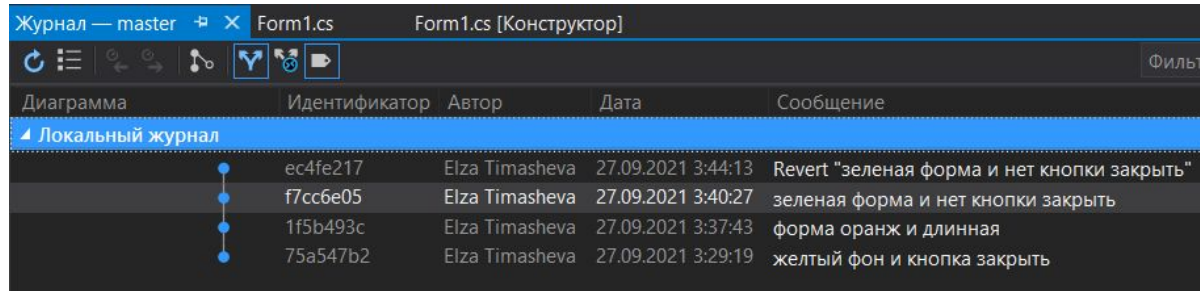 Журнал — master Form1.cs Form1.cs [Конструктор]
Диаграмма Идентификатор Автор Дата Сообщение
Локальный журнал
ec4fe217 Elza Timasheva 27.09.2021 3:44:13 Revert "зеленая форма и нет кнопки закрыть"
f7cc6e05 Elza Timasheva 27.09.2021 3:40:27 зеленая форма и нет кнопки закрыть
1f5b493c Elza Timasheva 27.09.2021 3:37:43 форма оранж и длинная
75a547b2 Elza Timasheva 27.09.2021 3:29:19 желтый фон и кнопка закрыть